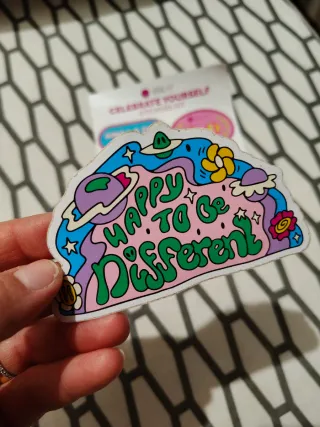 CELEBRATE YOURSELF
HAPPY
TO Be
Different